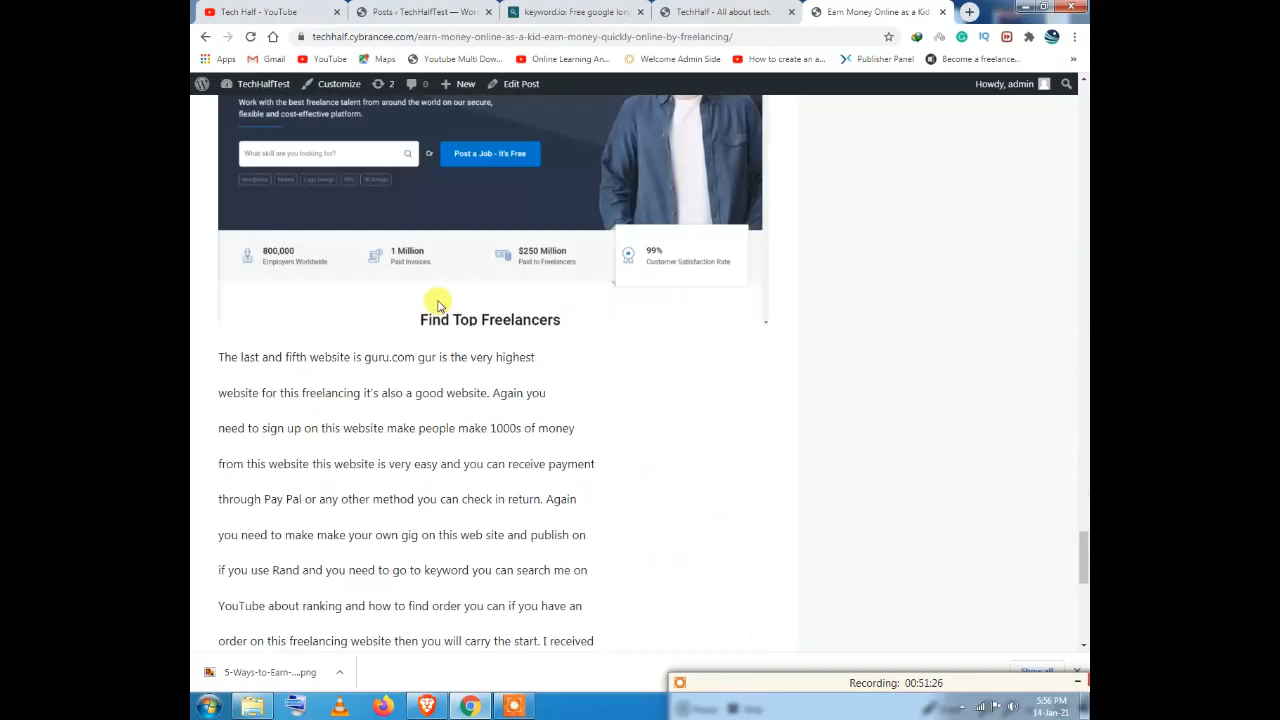 Tech Half - YouTube
Posts ‹ TechHalfTest — Wor
keyword.io: Free google lon
TechHalf - All about tech.
Earn Money Online as a Kid
techhalf.cybrancee.com/earn-money-online-as-a-kid-earn-money-quickly-online-by-freelancing/
Apps
Gmail
YouTube
Maps
Youtube Multi Dow...
Online Learning An...
Welcome Admin Side
How to create an a...
Publisher Panel
Become a freelance...
TechHalfTest
Customize
2
0
New
Edit Post
Howdy, admin
Work with the best freelance talent from around the world on our secure,
flexible and cost-effective platform.
What skill are you looking for?
Or
Post a Job - It's Free
Wordpress
Mobile
Logo Design
SEO
3D Design
800,000
Employers Worldwide
1 Million
Paid Invoices
$250 Million
Paid to Freelancers
99%
Customer Satisfaction Rate
Find Top Freelancers
The last and fifth website is guru.com gur is the very highest
website for this freelancing it's also a good website. Again you
need to sign up on this website make people make 1000s of money
from this website this website is very easy and you can receive payment
through Pay Pal or any other method you can check in return. Again
you need to make make your own gig on this web site and publish on
if you use Rand and you need to go to keyword you can search me on
YouTube about ranking and how to find order you can if you have an
order on this freelancing website then you will carry the start. I received
5-Ways-to-Earn-....png
Show all
Recording: 00:51:26
5:56 PM
14-Jan-21